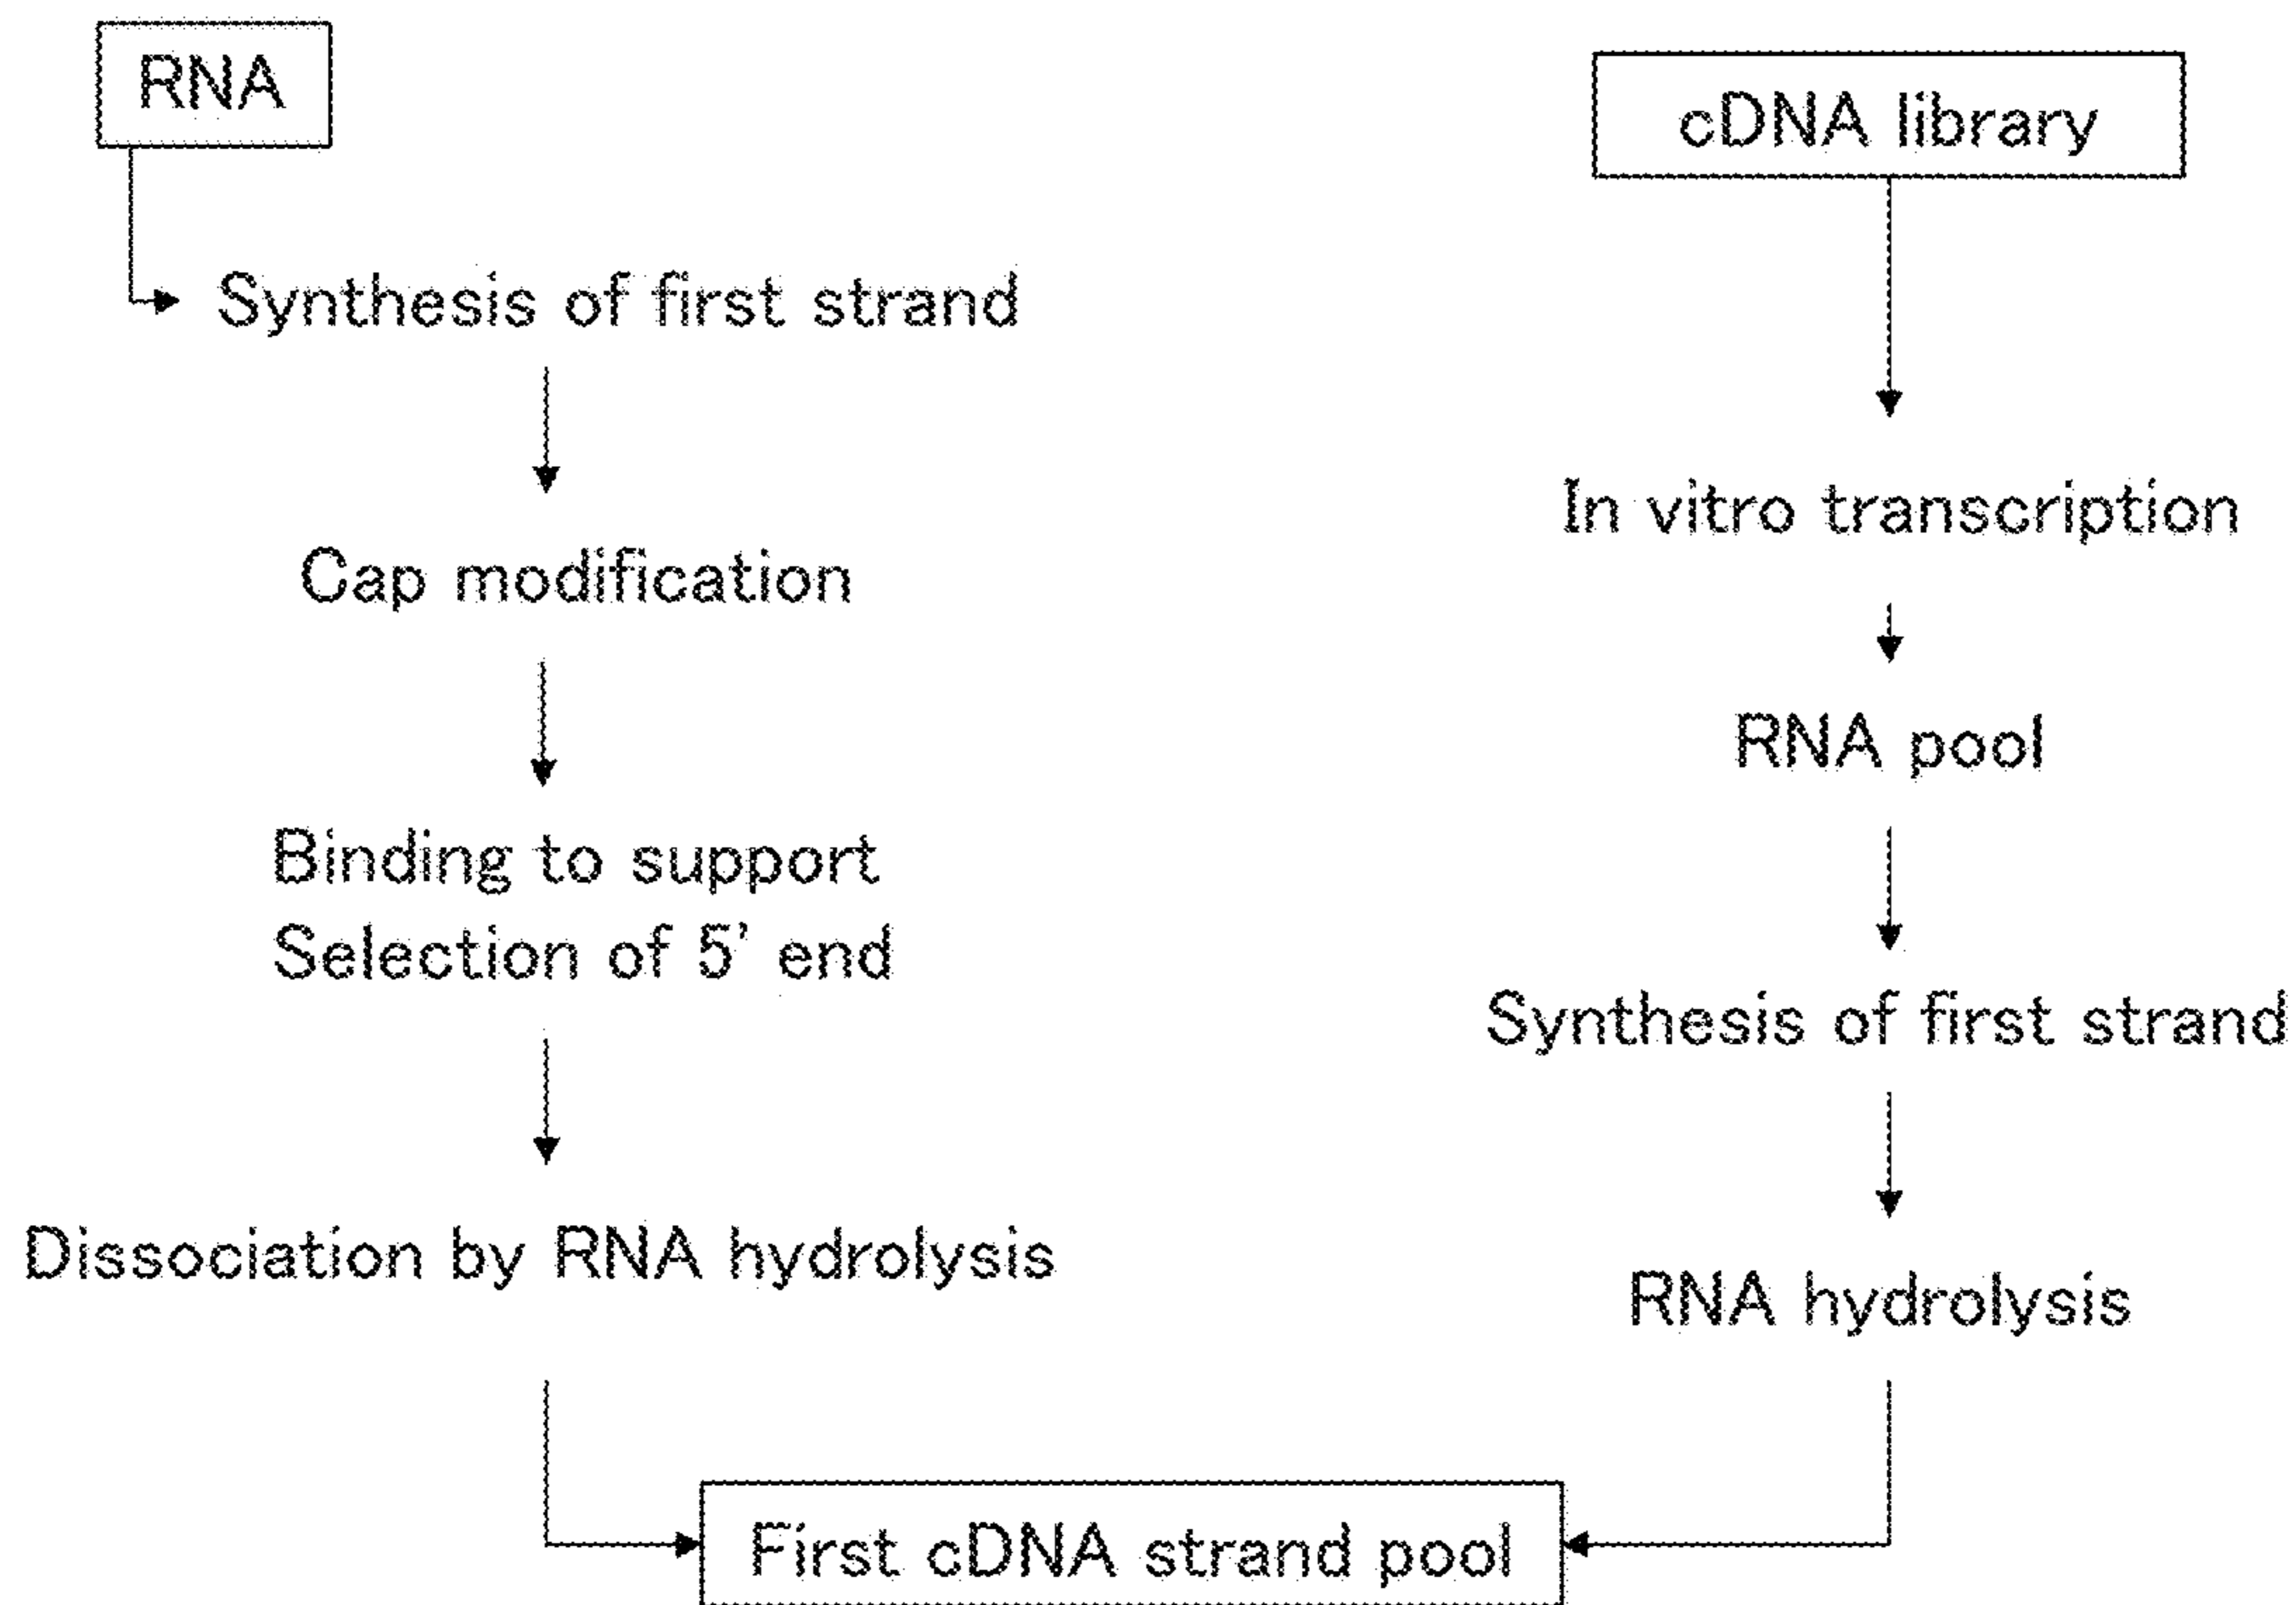 RNA
Synthesis of first strand
Cap modification
Binding to support
Selection of 5' end
Dissociation by RNA hydrolysis
cDNA library
In vitro transcription
RNA pool
Synthesis of first strand
RNA hydrolysis
First cDNA strand pool